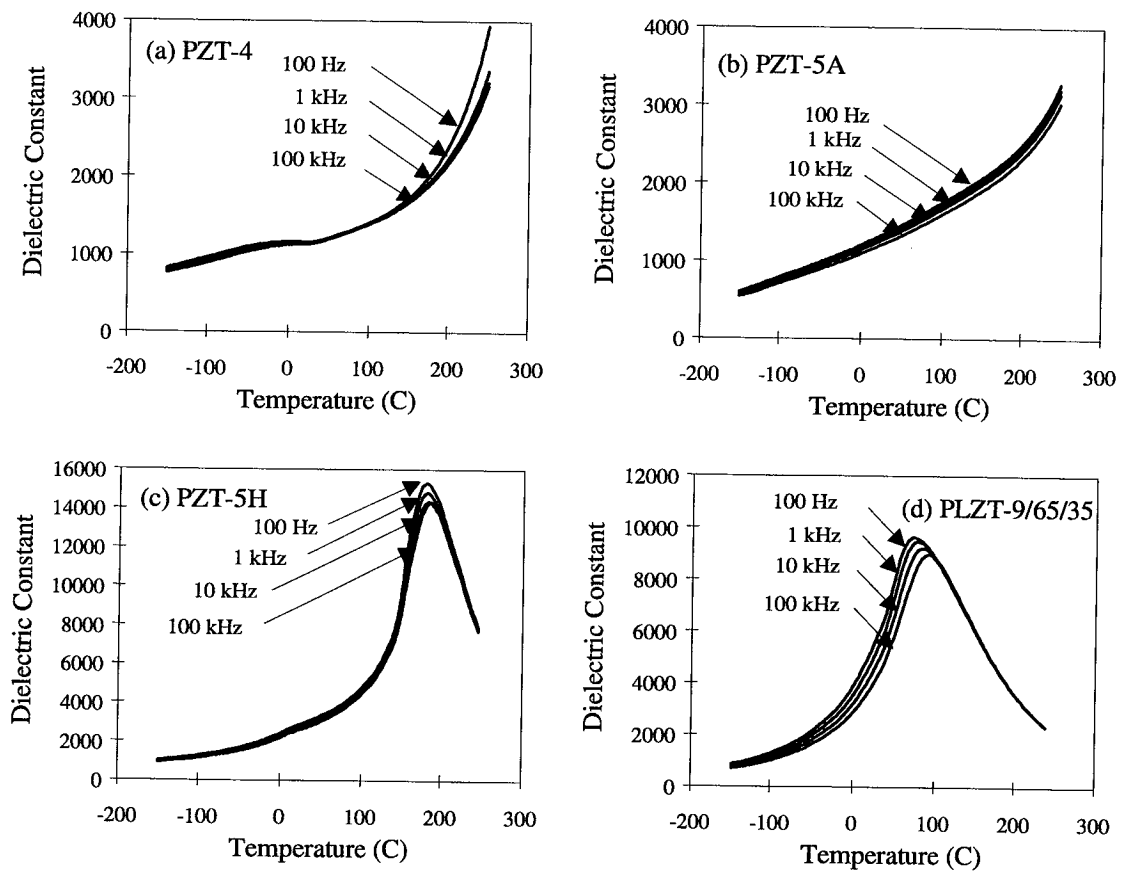 (a) PZT-4
Dielectric Constant
4000
3000
2000
1000
0
100 Hz
1 kHz
10 kHz
100 kHz
-200 -100 0 100 200 300
Temperature (C)
(b) PZT-5A
Dielectric Constant
4000
3000
2000
1000
0
100 Hz
1 kHz
10 kHz
100 kHz
-200 -100 0 100 200 300
Temperature (C)
(c) PZT-5H
Dielectric Constant
16000
14000
12000
10000
8000
6000
4000
2000
0
100 Hz
1 kHz
10 kHz
100 kHz
-200 -100 0 100 200 300
Temperature (C)
(d) PLZT-9/65/35
Dielectric Constant
12000
10000
8000
6000
4000
2000
0
100 Hz
1 kHz
10 kHz
100 kHz
-200 -100 0 100 200 300
Temperature (C)